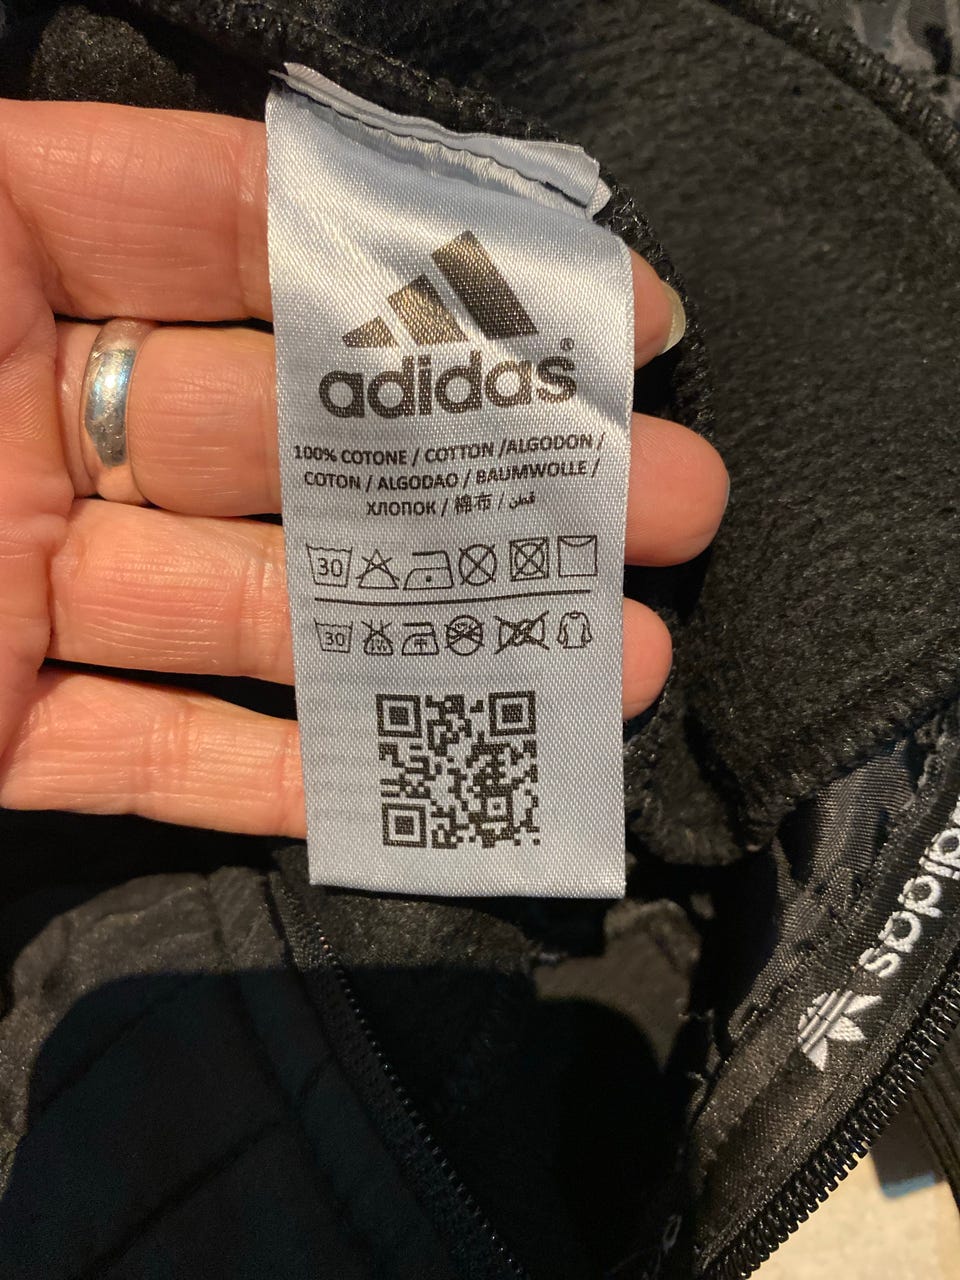 adidas®
100% COTONE / COTTON /ALGODON /
COTON / ALGODAO / BAUMWOLLE /
ХЛОПОК / 棉布 / قطن
30
30
adidas